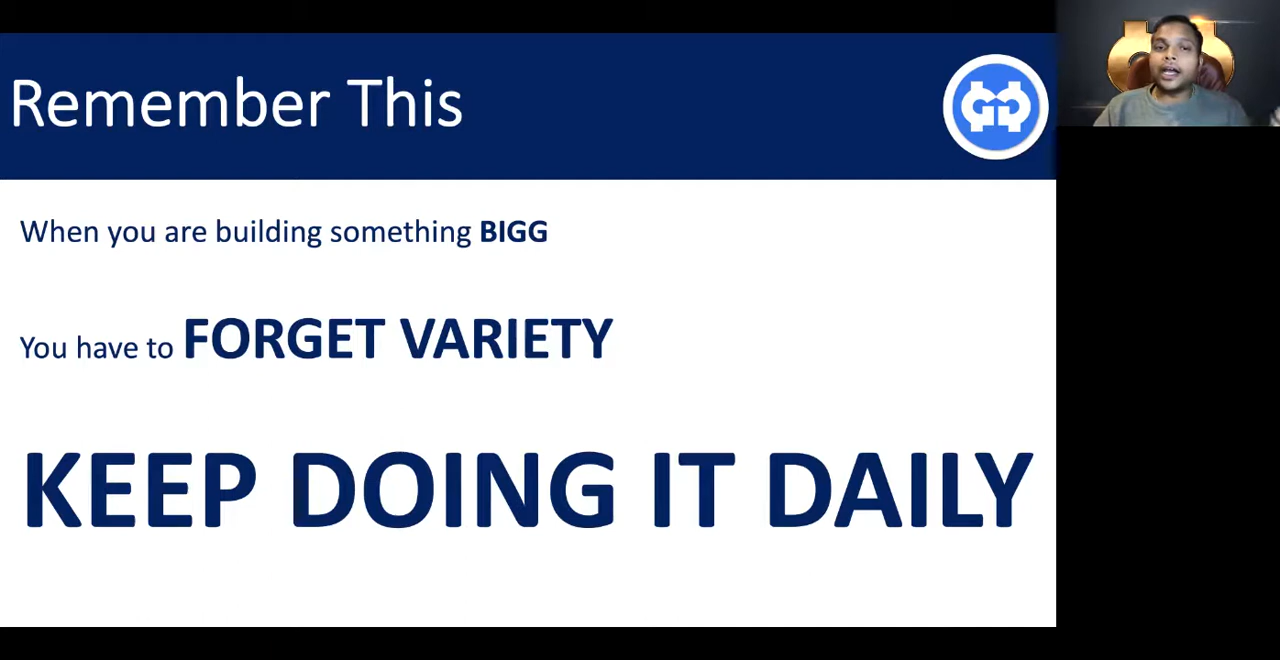 Remember This
When you are building something BIGG
You have to FORGET VARIETY
KEEP DOING IT DAILY